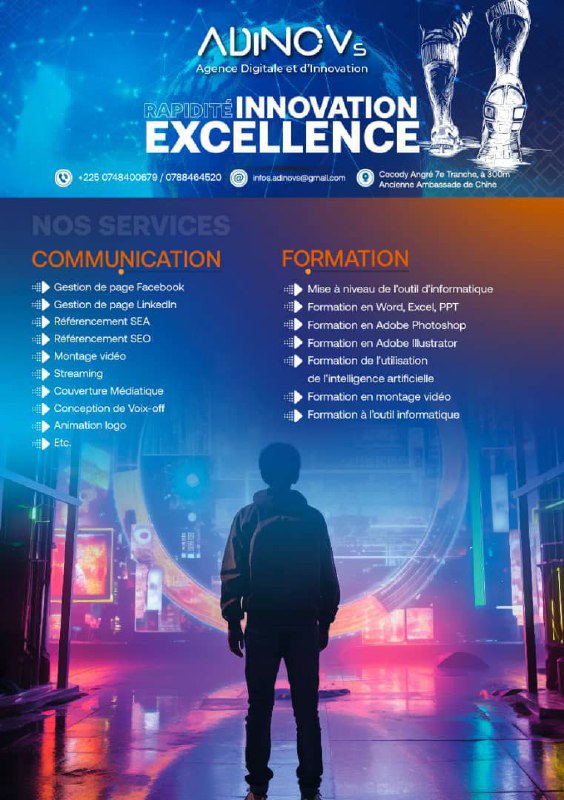 ADINOVs
Agence Digitale et d'Innovation
RAPIDITÉ INNOVATION
EXCELLENCE
+225 0748400679 / 0788464520
infos.adinovs@gmail.com
Cocody Angré 7e Tranche, à 300m
Ancienne Ambassade de Chine
NOS SERVICES
COMMUNICATION
Gestion de page Facebook
Gestion de page LinkedIn
Référencement SEA
Référencement SEO
Montage vidéo
Streaming
Couverture Médiatique
Conception de Voix-off
Animation logo
Etc.
FORMATION
Mise à niveau de l'outil d'informatique
Formation en Word, Excel, PPT
Formation en Adobe Photoshop
Formation en Adobe Illustrator
Formation de l'utilisation
de l'intelligence artificielle
Formation en montage vidéo
Formation à l'outil informatique